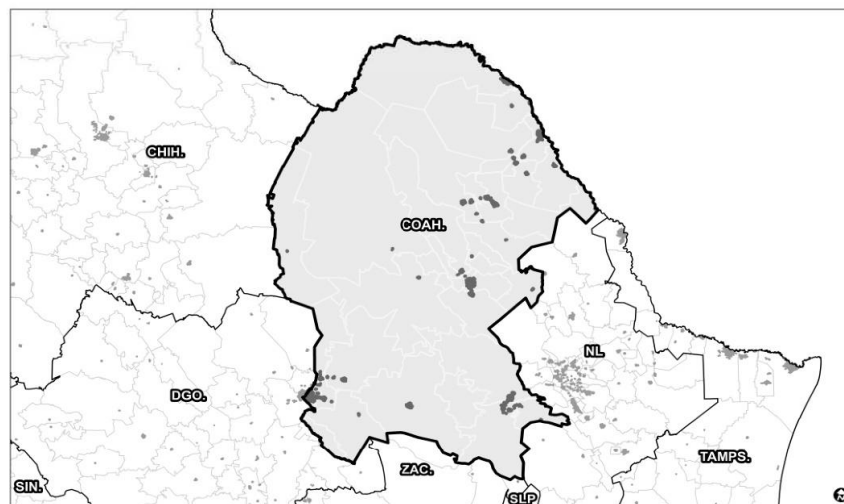 CHIH.
COAH.
NL
DGO.
TAMPS.
ZAC.
SIN.
SLP